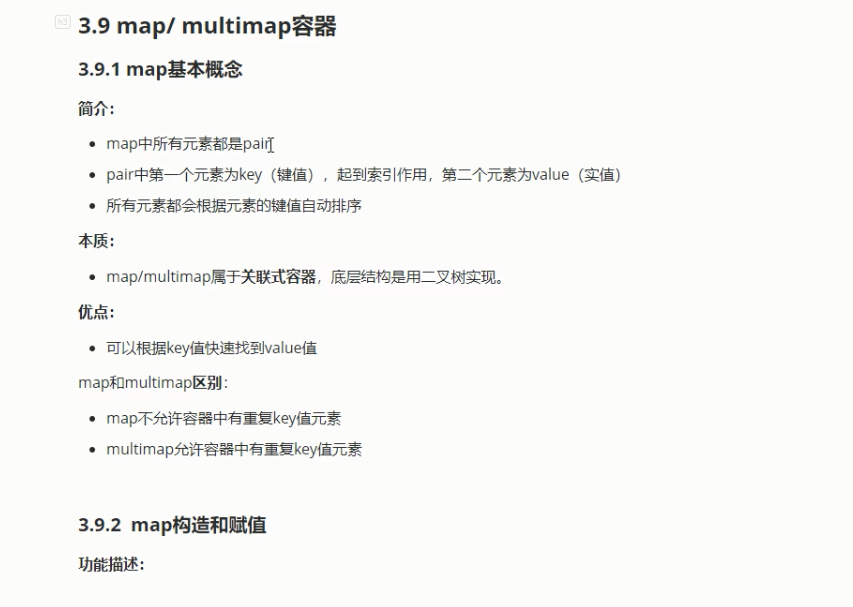 h3
3.9 map/ multimap容器
3.9.1 map基本概念
简介：
map中所有元素都是pair
pair中第一个元素为key（键值），起到索引作用，第二个元素为value（实值）
所有元素都会根据元素的键值自动排序
本质：
map/multimap属于关联式容器，底层结构是用二叉树实现。
优点：
可以根据key值快速找到value值
map和multimap区别：
map不允许容器中有重复key值元素
multimap允许容器中有重复key值元素
3.9.2 map构造和赋值
功能描述：